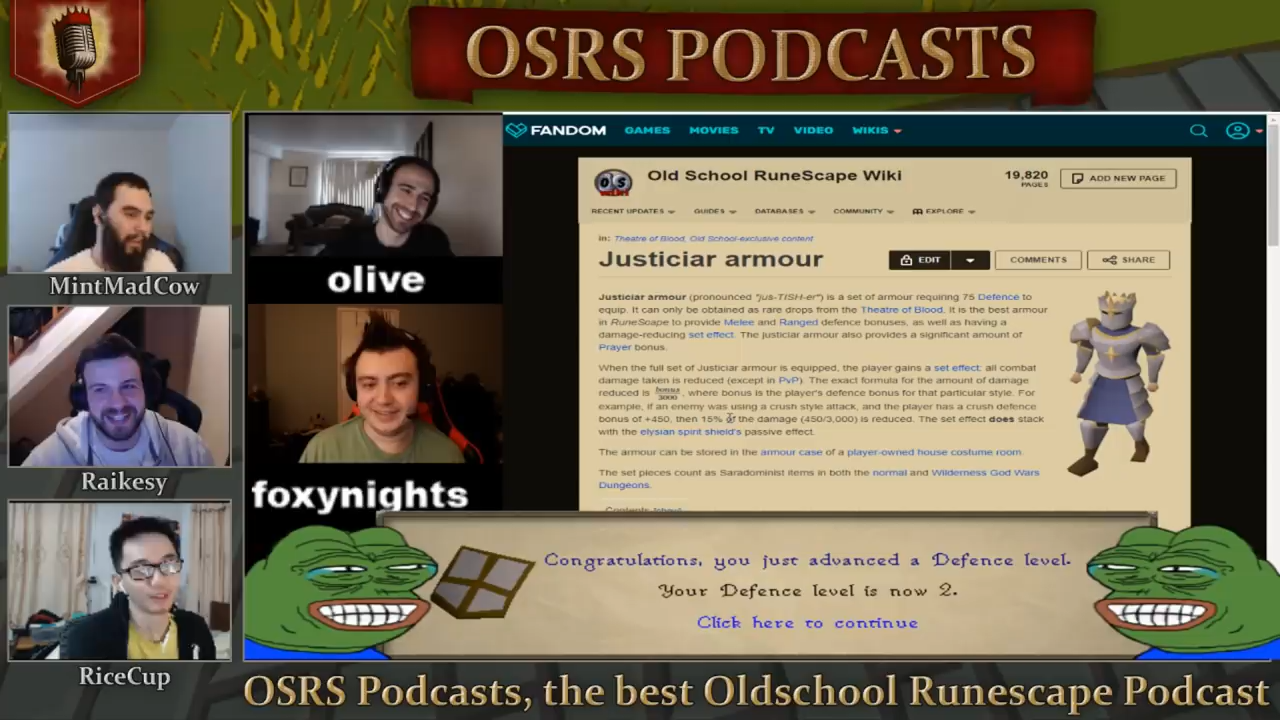 OSRS PODCASTS
MintMadCow
Raikesy
RiceCup
olive
foxynights
FANDOM GAMES MOVIES TV VIDEO WIKIS
OS
Old School RuneScape Wiki
19,820
PAGES
ADD NEW PAGE
RECENT UPDATES GUIDES DATABASES COMMUNITY EXPLORE
in: Theatre of Blood, Old School-exclusive content
Justiciar armour
EDIT COMMENTS SHARE
Justiciar armour (pronounced "jus-TISH-er") is a set of armour requiring 75 Defence to
equip. It can only be obtained as rare drops from the Theatre of Blood. It is the best armour
in RuneScape to provide Melee and Ranged defence bonuses, as well as having a
damage-reducing set effect. The justiciar armour also provides a significant amount of
Prayer bonus.
When the full set of Justiciar armour is equipped, the player gains a set effect: all combat
damage taken is reduced (except in PvP). The exact formula for the amount of damage
reduced is bonus/3000, where bonus is the player's defence bonus for that particular style. For
example, if an enemy was using a crush style attack, and the player has a crush defence
bonus of +450, then 15% of the damage (450/3,000) is reduced. The set effect does stack
with the elysian spirit shield's passive effect.
The armour can be stored in the armour case of a player-owned house costume room.
The set pieces count as Saradominist items in both the normal and Wilderness God Wars
Dungeons.
Congratulations, you just advanced a Defence level.
Your Defence level is now 2.
Click here to continue
OSRS Podcasts, the best Oldschool Runescape Podcast